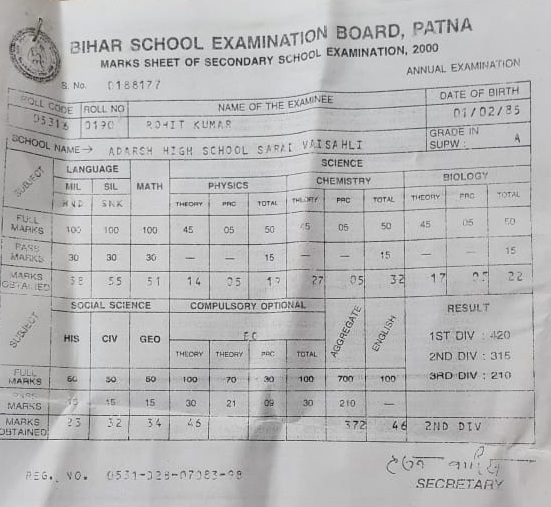 BIHAR SCHOOL EXAMINATION BOARD, PATNA
MARKS SHEET OF SECONDARY SCHOOL EXAMINATION, 2000
ANNUAL EXAMINATION
S. No. 0188177
ROLL CODE ROLL NO NAME OF THE EXAMINEE DATE OF BIRTH
0531 0190 ROHIT KUMAR 01/02/85
SCHOOL NAME → ADARSH HIGH SCHOOL SARAI VAISAHLI GRADE IN SUPW : A
SUBJECT LANGUAGE SCIENCE
MIL SIL MATH PHYSICS CHEMISTRY BIOLOGY
HND SNK THEORY PRC TOTAL THEORY PRC TOTAL THEORY PRC TOTAL
FULL MARKS 100 100 100 45 05 50 45 05 50 45 05 50
PASS MARKS 30 30 30 — — 15 — — 15 — — 15
MARKS OBTAINED 55 51 14 05 19 27 05 32 17 05 22
SUBJECT SOCIAL SCIENCE COMPULSORY OPTIONAL AGGREGATE ENGLISH RESULT
HIS CIV GEO THEORY THEORY PRC TOTAL
1ST DIV : 420
2ND DIV : 315
3RD DIV : 210
FULL MARKS 50 100 70 30 100 700 100
MARKS 15 15 15 30 21 09 30 210 —
MARKS OBTAINED 23 32 34 46 372 46 2ND DIV
REG. NO. 0531-028-07083-98
SECRETARY